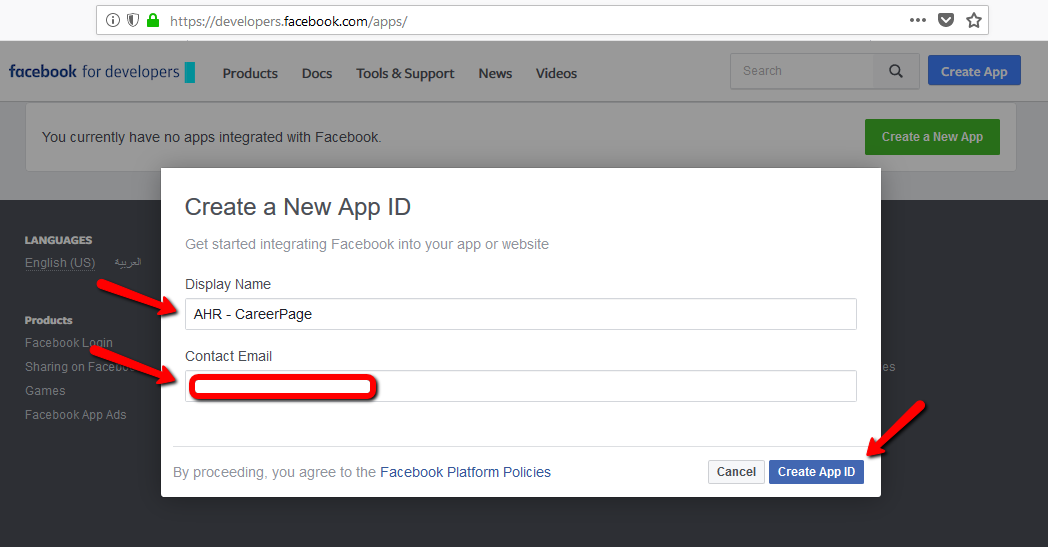 https://developers.facebook.com/apps/
facebook for developers Products Docs Tools & Support News Videos Search Create App
You currently have no apps integrated with Facebook. Create a New App
Create a New App ID
Get started integrating Facebook into your app or website
Display Name
AHR - CareerPage
Contact Email
By proceeding, you agree to the Facebook Platform Policies Cancel Create App ID
LANGUAGES
English (US) العربية
Products
Facebook Login
Sharing on Faceb
Games
Facebook App Ads
es